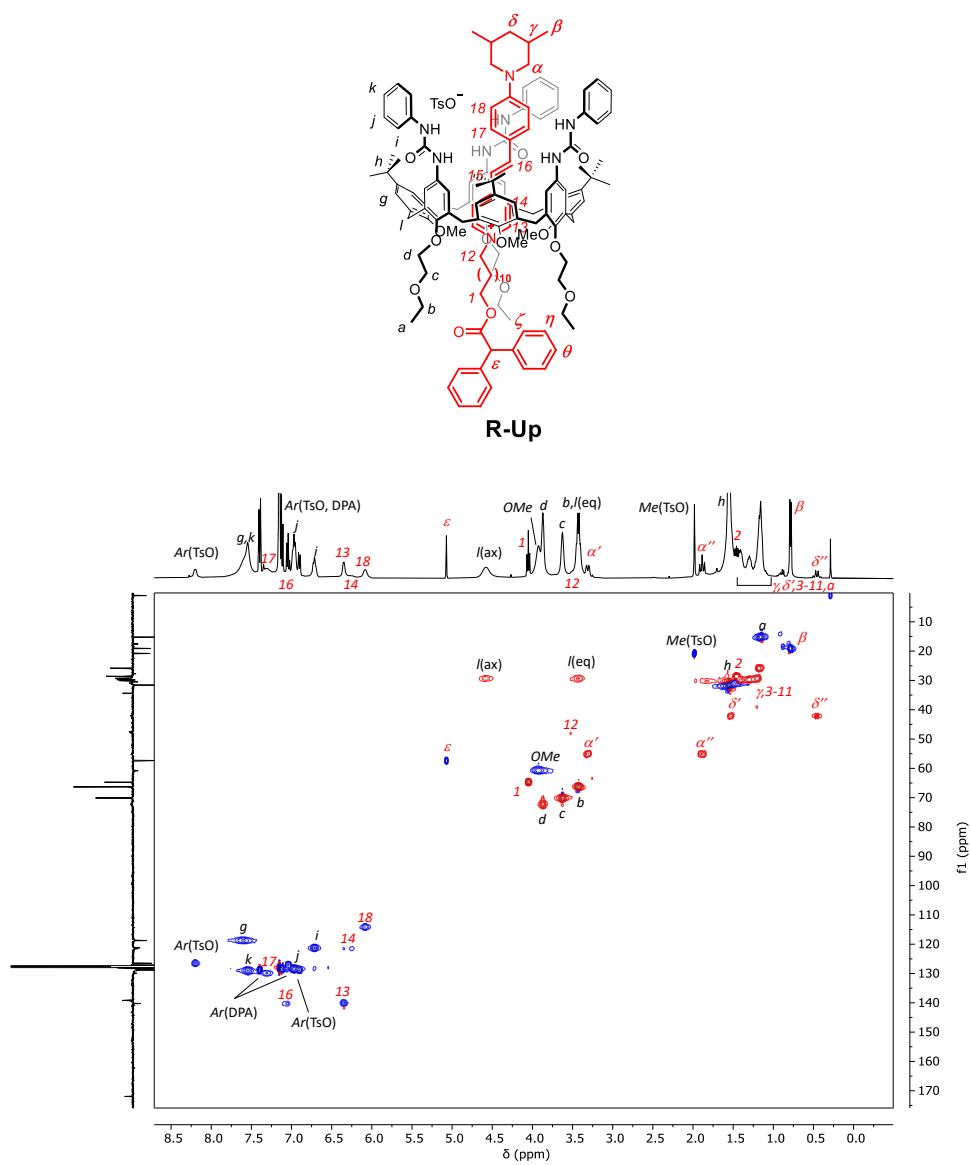 δ
γ
β
α
N
k
TsO⁻
18
HN
j
17
NH
HN
HN
O
O
O
i
NH
HN
HN
16
h
15
g
14
l
OMe
N⁺
13
MeO
OMe
d
O
12
O
O
c
( )10
O
b
1
O
O
a
O
O
ζ
η
θ
ε
R-Up
Ar(TsO)
g,k
17
16
Ar(TsO, DPA)
j
i
13
14
18
ε
l(ax)
1
OMe
d
c
b,l(eq)
12
α′
Me(TsO)
α′′
h
2
β
δ′′
γ,δ′,3-11,a
l(ax)
l(eq)
Me(TsO)
a
β
h
2
γ,3-11
δ′
δ′′
12
ε
OMe
α′
α′′
1
d
c
b
18
g
i
14
Ar(TsO)
17
j
k
16
13
Ar(DPA)
Ar(TsO)
10
20
30
40
50
60
70
80
90
100
110
120
130
140
150
160
170
f1 (ppm)
8.5 8.0 7.5 7.0 6.5 6.0 5.5 5.0 4.5 4.0 3.5 3.0 2.5 2.0 1.5 1.0 0.5 0.0
δ (ppm)